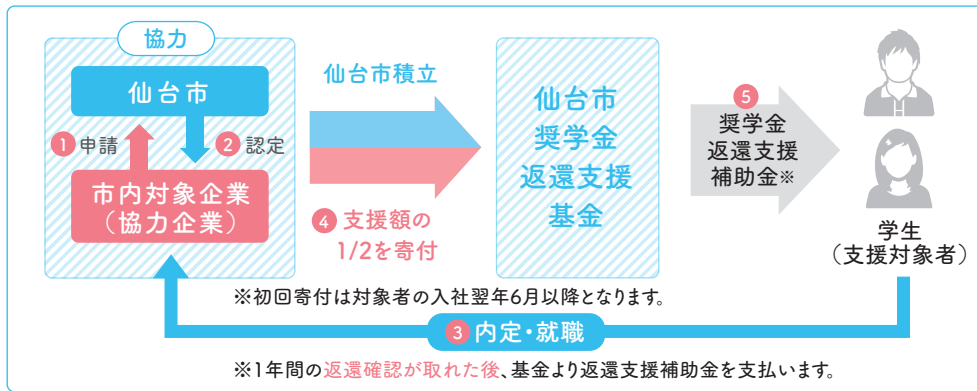 協力
仙台市
1 申請
2 認定
市内対象企業
（協力企業）
仙台市積立
4 支援額の
1/2を寄付
仙台市
奨学金
返還支援
基金
5
奨学金
返還支援
補助金※
学生
（支援対象者）
※初回寄付は対象者の入社翌年6月以降となります。
3 内定・就職
※1年間の返還確認が取れた後、基金より返還支援補助金を支払います。